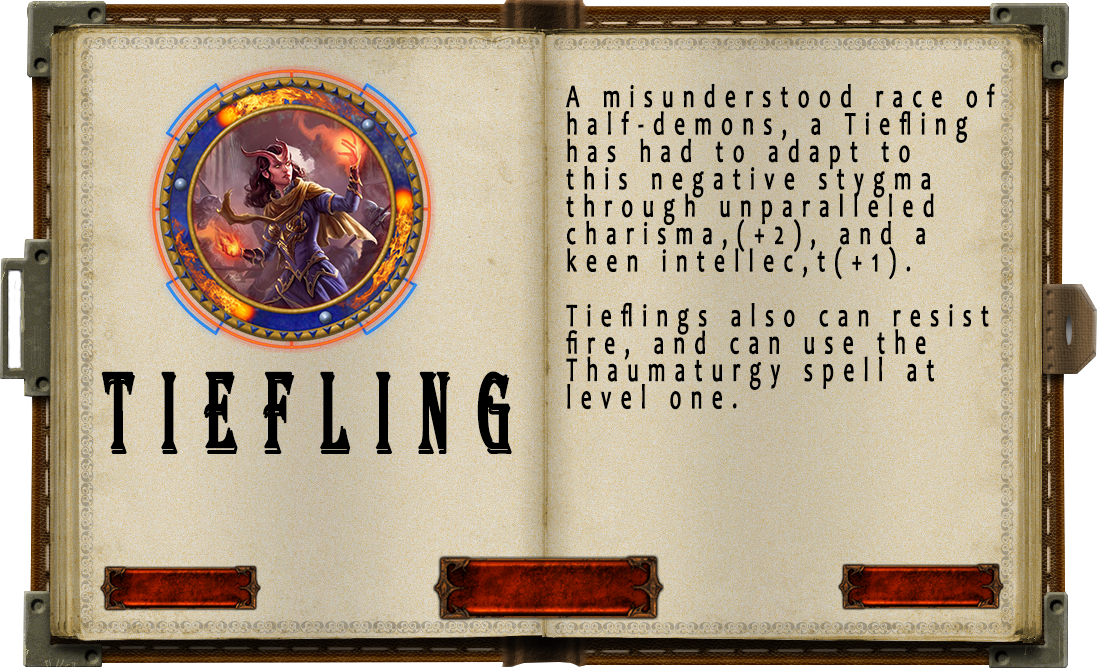 TIEFLING
A misunderstood race of
half-demons, a Tiefling
has had to adapt to
this negative stygma
through unparalleled
charisma,(+2), and a
keen intellec,t(+1).
Tieflings also can resist
fire, and can use the
Thaumaturgy spell at
level one.